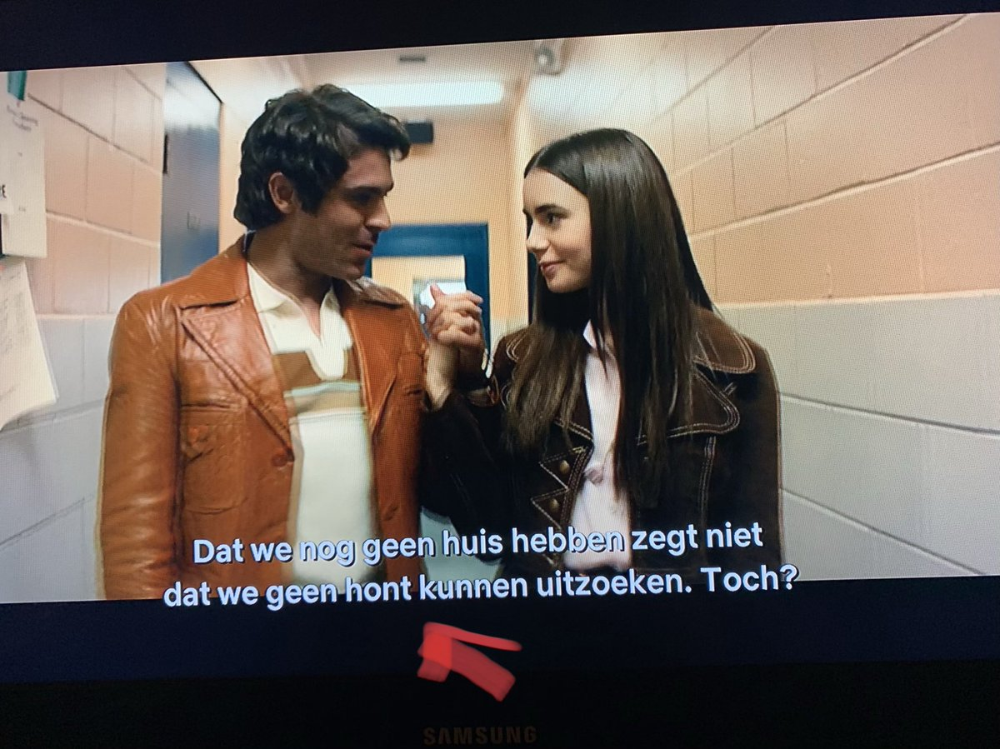 Dat we nog geen huis hebben zegt niet
dat we geen hont kunnen uitzoeken. Toch?
SAMSUNG